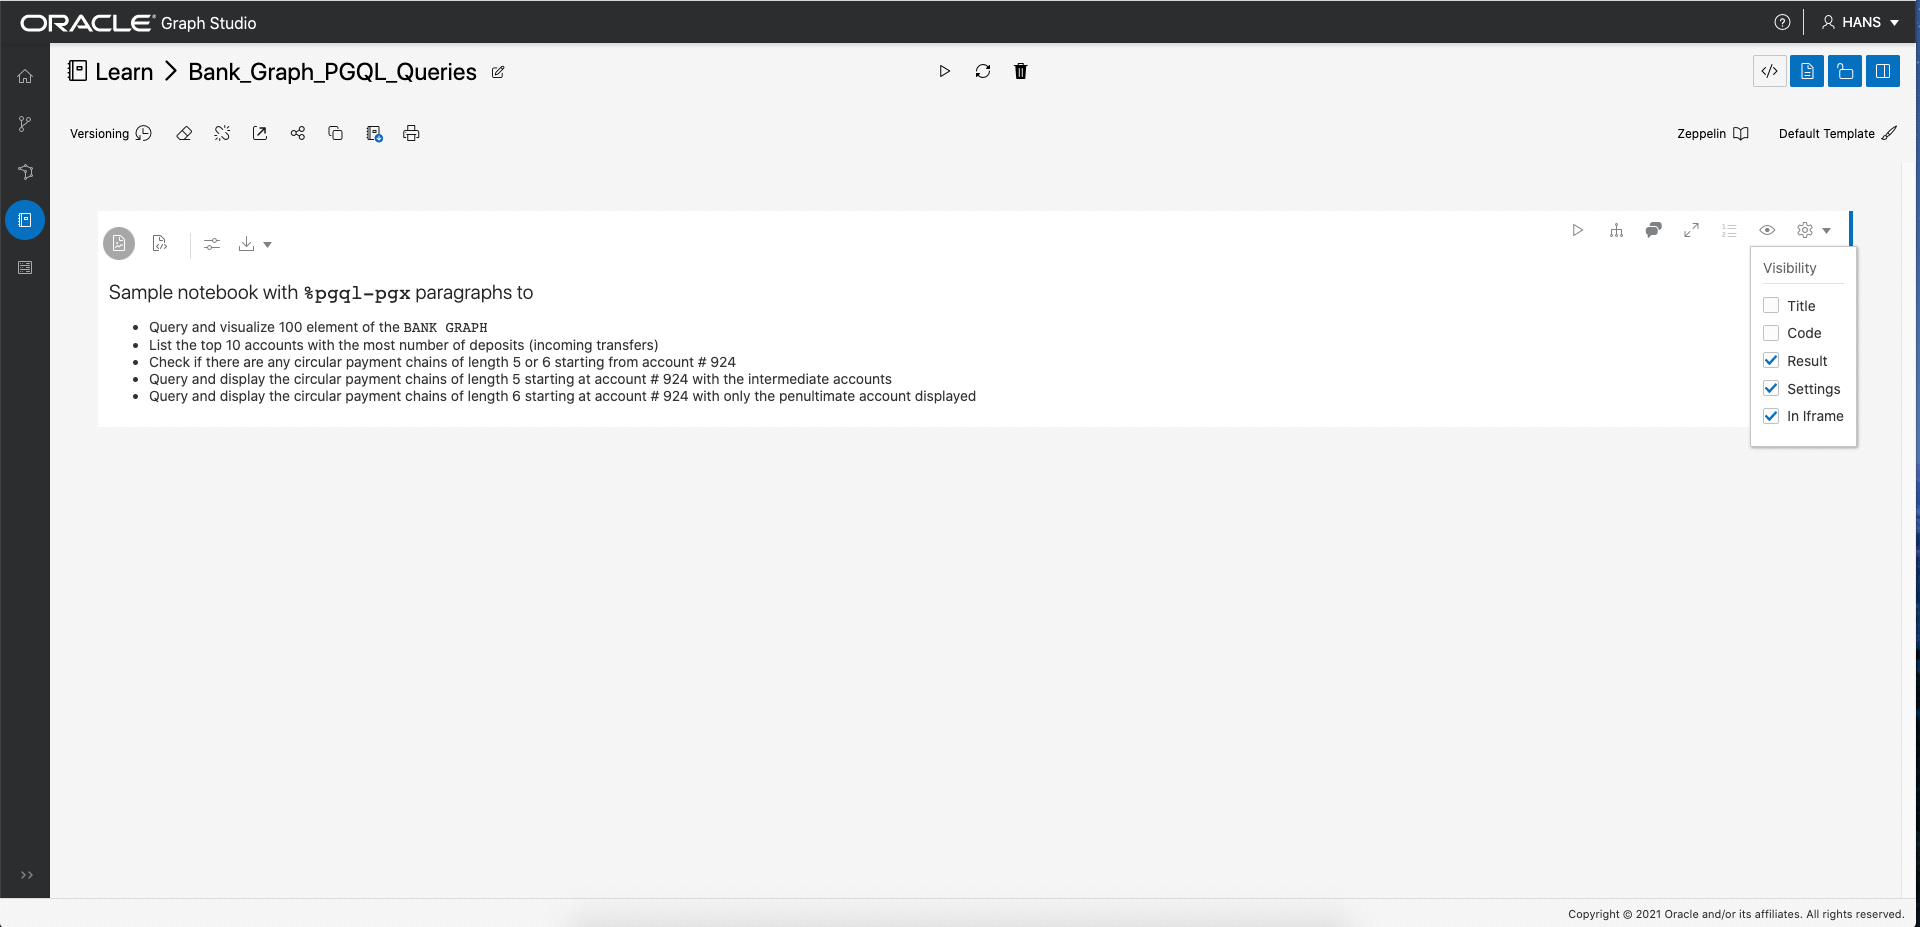 ORACLE® Graph Studio
HANS
Learn > Bank_Graph_PGQL_Queries
Versioning
Zeppelin
Default Template
Sample notebook with %pgql-pgx paragraphs to
• Query and visualize 100 element of the BANK GRAPH
• List the top 10 accounts with the most number of deposits (incoming transfers)
• Check if there are any circular payment chains of length 5 or 6 starting from account # 924
• Query and display the circular payment chains of length 5 starting at account # 924 with the intermediate accounts
• Query and display the circular payment chains of length 6 starting at account # 924 with only the penultimate account displayed
Visibility
Title
Code
Result
Settings
In Iframe
Copyright © 2021 Oracle and/or its affiliates. All rights reserved.